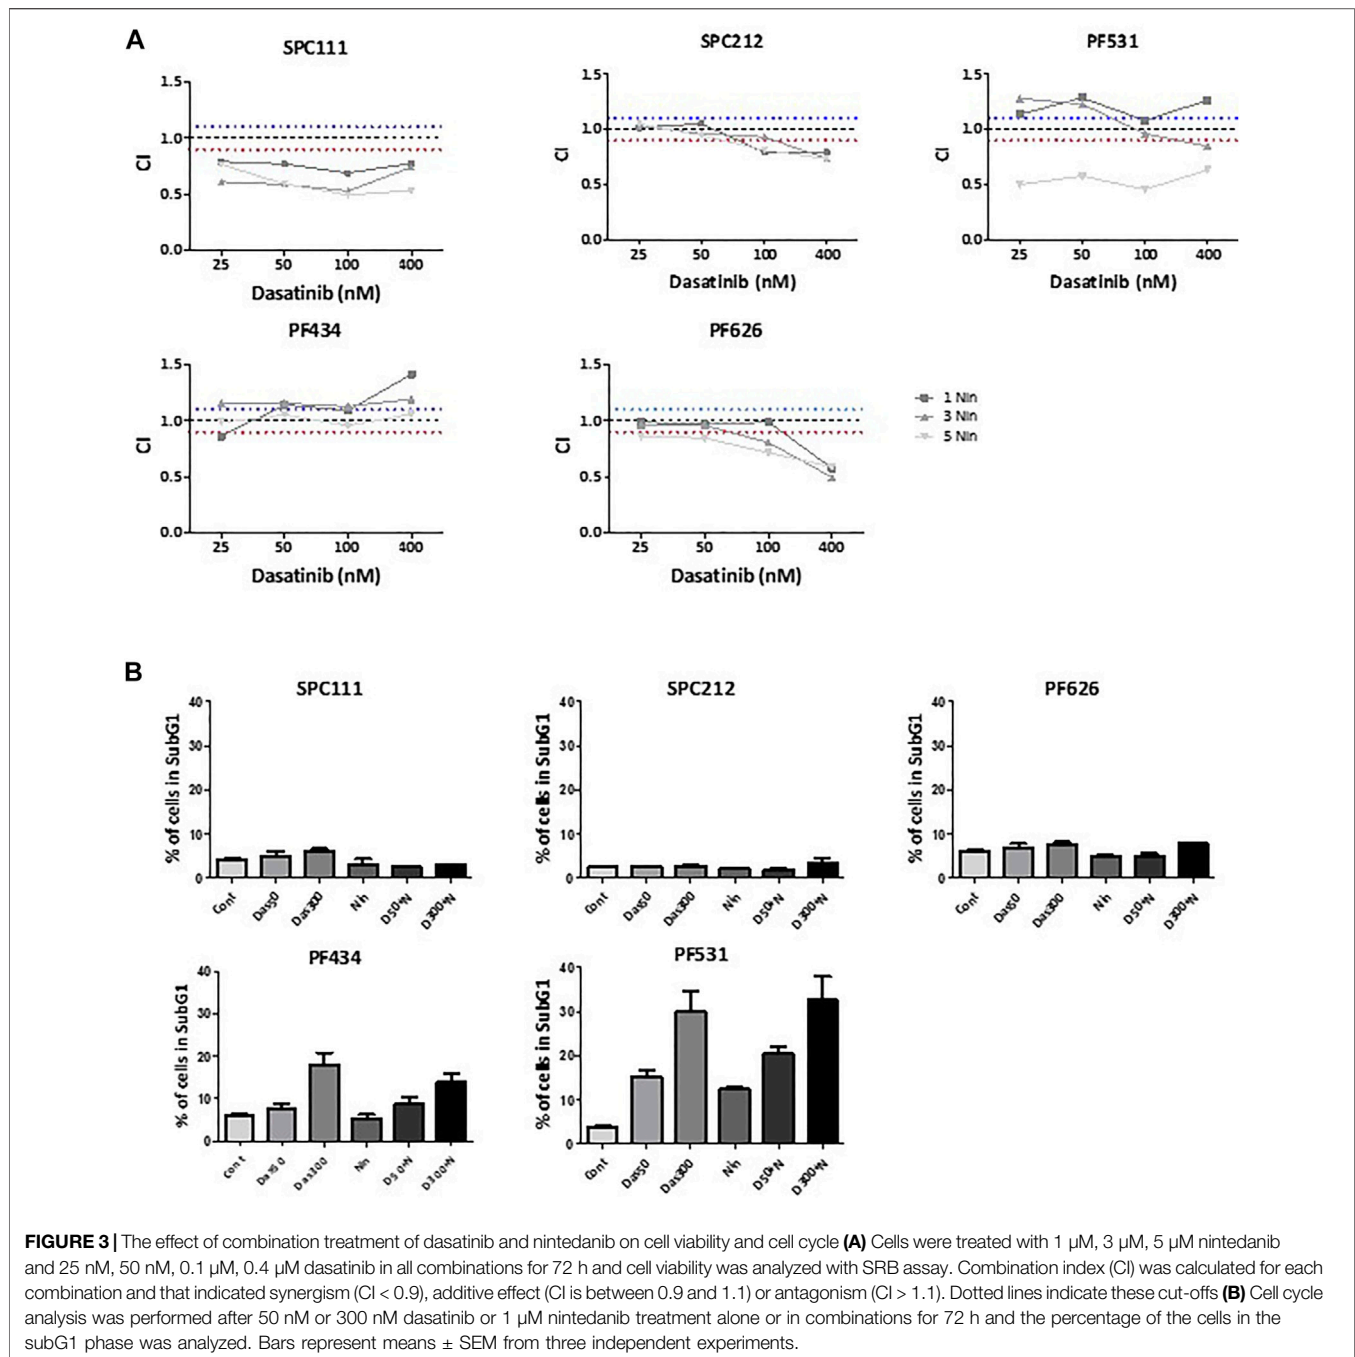 A
SPC111
CI
1.5
1.0
0.5
0.0
25 50 100 400
Dasatinib (nM)
SPC212
CI
1.5
1.0
0.5
0.0
25 50 100 400
Dasatinib (nM)
PF531
CI
1.5
1.0
0.5
0.0
25 50 100 400
Dasatinib (nM)
PF434
CI
1.5
1.0
0.5
0.0
25 50 100 400
Dasatinib (nM)
PF626
CI
1.5
1.0
0.5
0.0
25 50 100 400
Dasatinib (nM)
1 Nin
3 Nin
5 Nin
B
SPC111
% of cells in SubG1
40
30
20
10
0
Cont Das50 Das300 Nin D50+N D300+N
SPC212
% of cells in SubG1
40
30
20
10
0
Cont Das50 Das300 Nin D50+N D300+N
PF626
% of cells in SubG1
40
30
20
10
0
Cont Das50 Das300 Nin D50+N D300+N
PF434
% of cells in SubG1
40
30
20
10
0
Cont Das50 Das300 Nin D50+N D300+N
PF531
% of cells in SubG1
40
30
20
10
0
Cont Das50 Das300 Nin D50+N D300+N
FIGURE 3 | The effect of combination treatment of dasatinib and nintedanib on cell viability and cell cycle (A) Cells were treated with 1 µM, 3 µM, 5 µM nintedanib
and 25 nM, 50 nM, 0.1 µM, 0.4 µM dasatinib in all combinations for 72 h and cell viability was analyzed with SRB assay. Combination index (CI) was calculated for each
combination and that indicated synergism (CI < 0.9), additive effect (CI is between 0.9 and 1.1) or antagonism (CI > 1.1). Dotted lines indicate these cut-offs (B) Cell cycle
analysis was performed after 50 nM or 300 nM dasatinib or 1 µM nintedanib treatment alone or in combinations for 72 h and the percentage of the cells in the
subG1 phase was analyzed. Bars represent means ± SEM from three independent experiments.